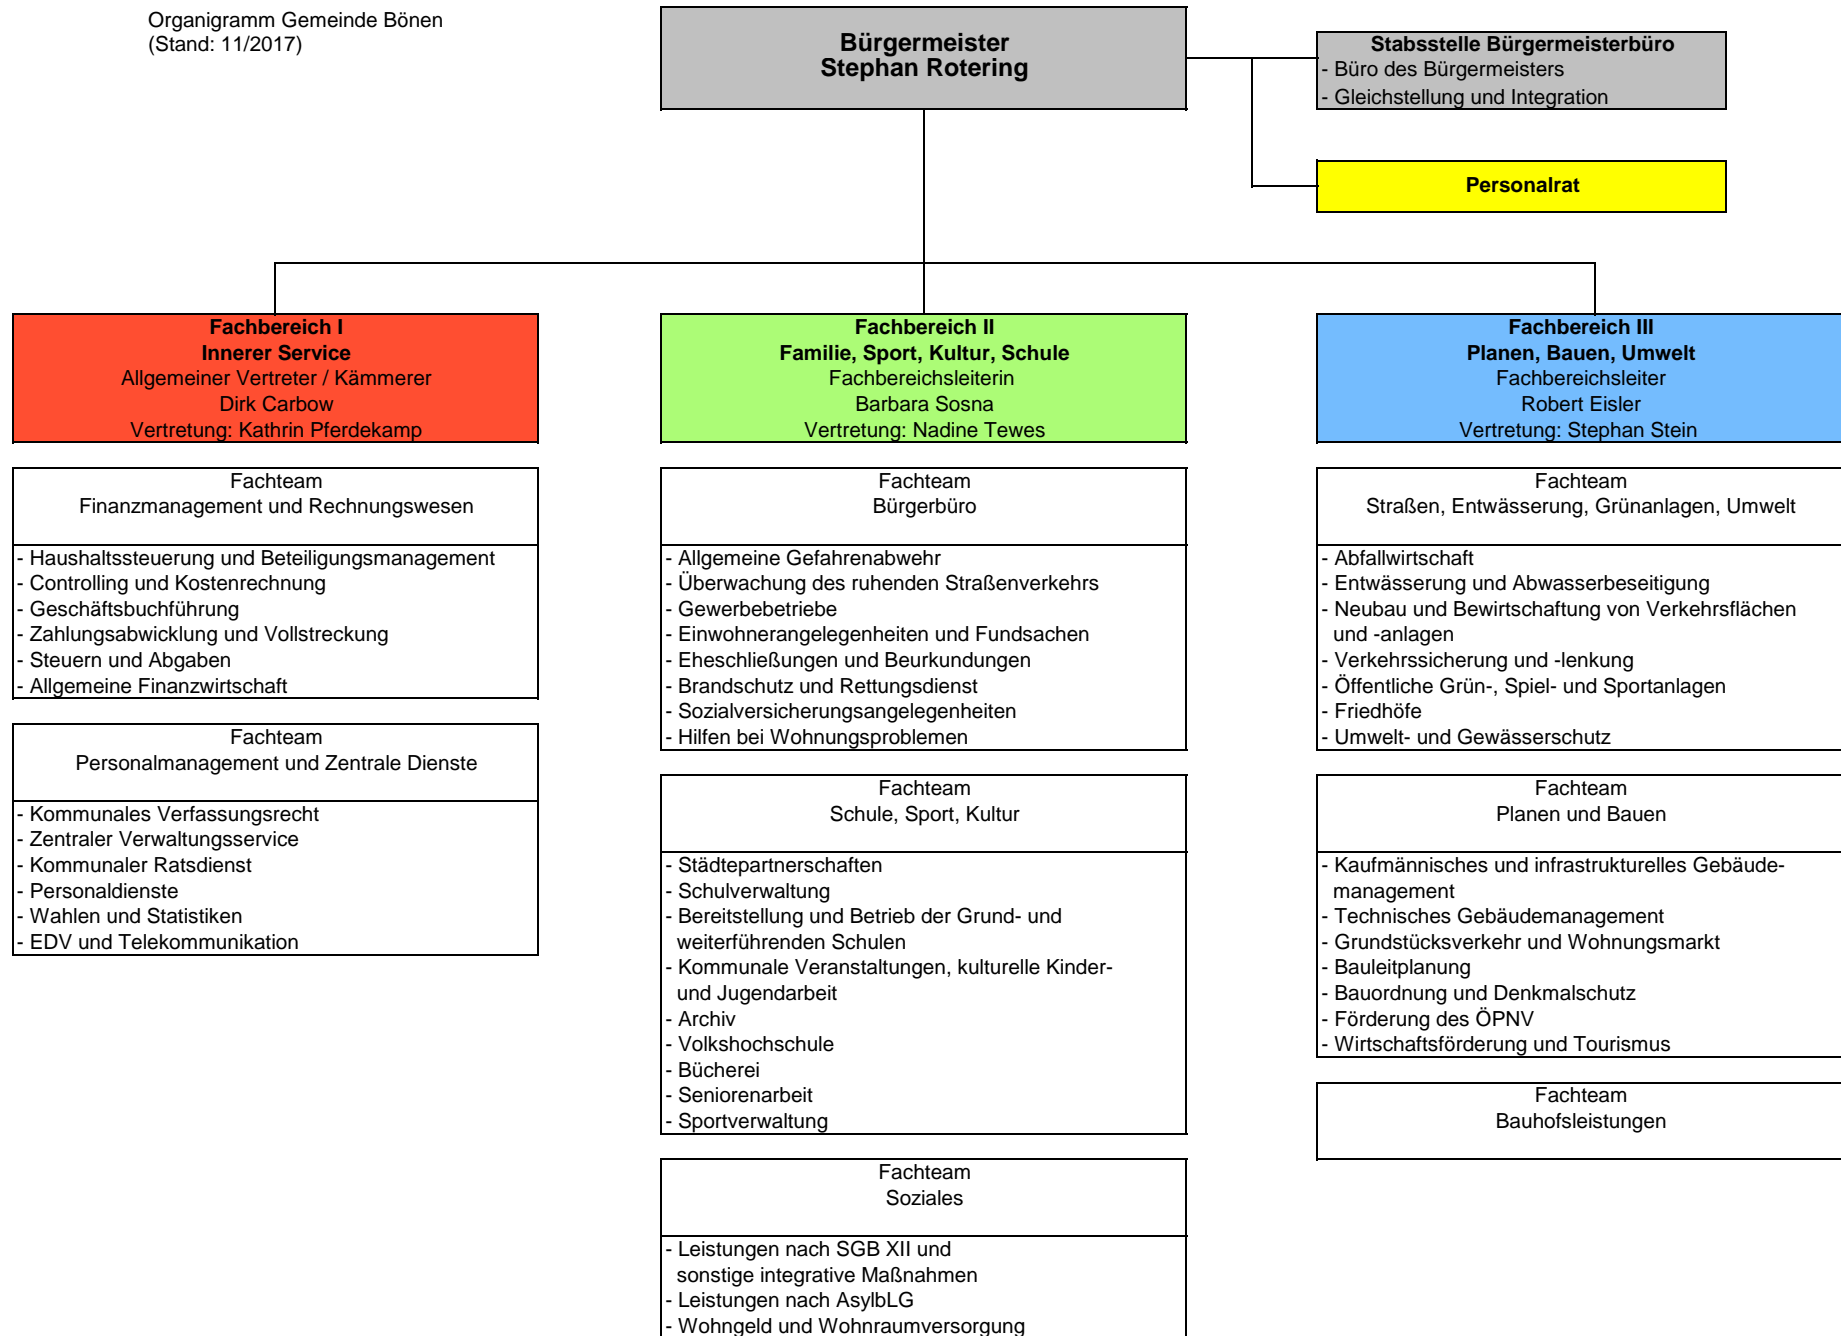 Organigramm Gemeinde Bönen
(Stand: 11/2017)
Bürgermeister
Stephan Rotering
Stabsstelle Bürgermeisterbüro
- Büro des Bürgermeisters
- Gleichstellung und Integration
Personalrat
Fachbereich I
Innerer Service
Allgemeiner Vertreter / Kämmerer
Dirk Carbow
Vertretung: Kathrin Pferdekamp
Fachteam
Finanzmanagement und Rechnungswesen
- Haushaltssteuerung und Beteiligungsmanagement
- Controlling und Kostenrechnung
- Geschäftsbuchführung
- Zahlungsabwicklung und Vollstreckung
- Steuern und Abgaben
- Allgemeine Finanzwirtschaft
Fachteam
Personalmanagement und Zentrale Dienste
- Kommunales Verfassungsrecht
- Zentraler Verwaltungsservice
- Kommunaler Ratsdienst
- Personaldienste
- Wahlen und Statistiken
- EDV und Telekommunikation
Fachbereich II
Familie, Sport, Kultur, Schule
Fachbereichsleiterin
Barbara Sosna
Vertretung: Nadine Tewes
Fachteam
Bürgerbüro
- Allgemeine Gefahrenabwehr
- Überwachung des ruhenden Straßenverkehrs
- Gewerbebetriebe
- Einwohnerangelegenheiten und Fundsachen
- Eheschließungen und Beurkundungen
- Brandschutz und Rettungsdienst
- Sozialversicherungsangelegenheiten
- Hilfen bei Wohnungsproblemen
Fachteam
Schule, Sport, Kultur
- Städtepartnerschaften
- Schulverwaltung
- Bereitstellung und Betrieb der Grund- und
weiterführenden Schulen
- Kommunale Veranstaltungen, kulturelle Kinder-
und Jugendarbeit
- Archiv
- Volkshochschule
- Bücherei
- Seniorenarbeit
- Sportverwaltung
Fachteam
Soziales
- Leistungen nach SGB XII und
sonstige integrative Maßnahmen
- Leistungen nach AsylbLG
- Wohngeld und Wohnraumversorgung
Fachbereich III
Planen, Bauen, Umwelt
Fachbereichsleiter
Robert Eisler
Vertretung: Stephan Stein
Fachteam
Straßen, Entwässerung, Grünanlagen, Umwelt
- Abfallwirtschaft
- Entwässerung und Abwasserbeseitigung
- Neubau und Bewirtschaftung von Verkehrsflächen
und -anlagen
- Verkehrssicherung und -lenkung
- Öffentliche Grün-, Spiel- und Sportanlagen
- Friedhöfe
- Umwelt- und Gewässerschutz
Fachteam
Planen und Bauen
- Kaufmännisches und infrastrukturelles Gebäude-
management
- Technisches Gebäudemanagement
- Grundstücksverkehr und Wohnungsmarkt
- Bauleitplanung
- Bauordnung und Denkmalschutz
- Förderung des ÖPNV
- Wirtschaftsförderung und Tourismus
Fachteam
Bauhofsleistungen